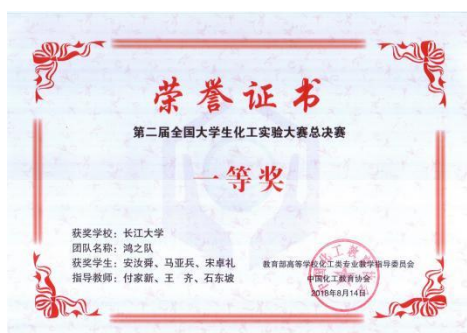 荣誉证书
第二届全国大学生化工实验大赛总决赛
一等奖
获奖学校：长江大学
团队名称：鸿之队
获奖学生：安汝舜、马亚兵、宋卓礼
指导教师：付家新、王 齐、石东坡
教育部高等学校化工类专业教学指导委员会
中国化工教育协会
2018年8月14日